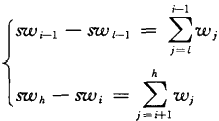 sw_{i-1} - sw_{l-1} = \sum_{j=l}^{i-1} w_j
sw_h - sw_i = \sum_{j=i+1}^{h} w_j